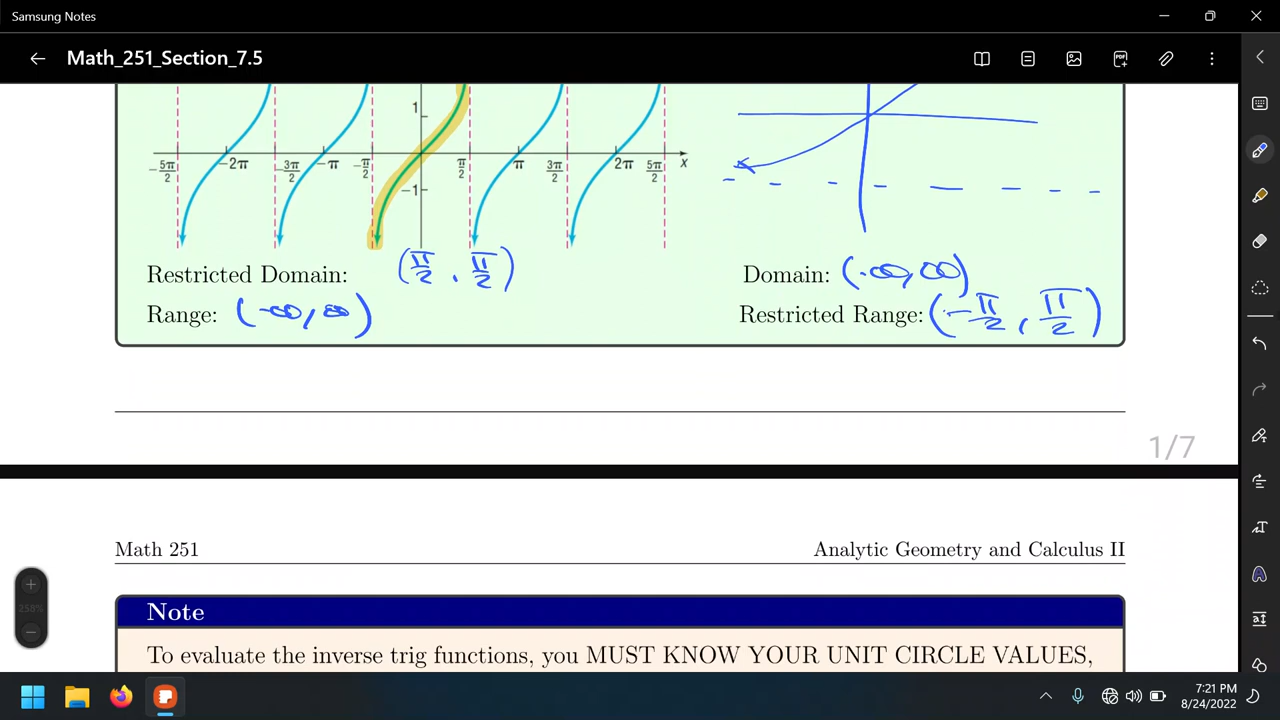 Samsung Notes
Math_251_Section_7.5
1
-5π/2 -2π -3π/2 -π -π/2 π/2 π 3π/2 2π 5π/2 x
-1
Restricted Domain: (π/2, π/2)
Range: (-∞, ∞)
Domain: (-∞, ∞)
Restricted Range: (-π/2, π/2)
1/7
Math 251 Analytic Geometry and Calculus II
Note
To evaluate the inverse trig functions, you MUST KNOW YOUR UNIT CIRCLE VALUES,
258%
7:21 PM
8/24/2022